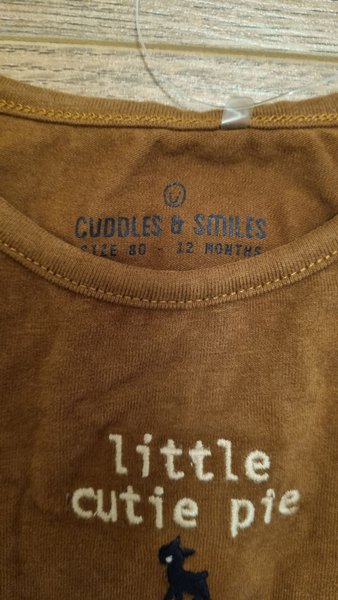 CUDDLES & SMILES
SIZE 80 - 12 MONTHS
little
cutie pie